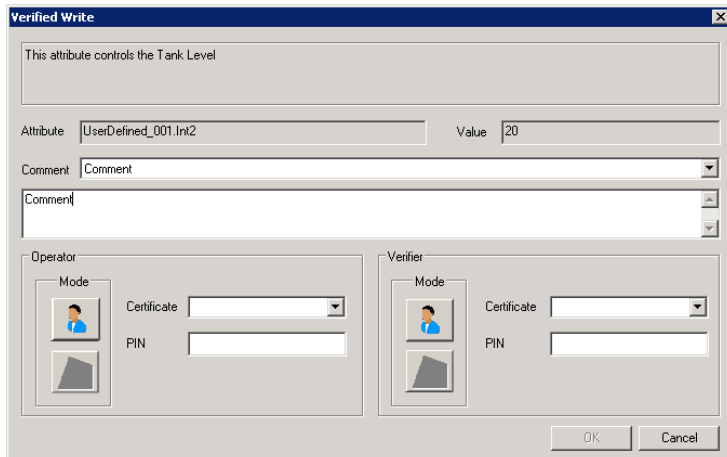 Verified Write
This attribute controls the Tank Level
Attribute UserDefined_001.Int2 Value 20
Comment Comment
Comment
Operator Verifier
Mode Mode
Certificate Certificate
PIN PIN
OK Cancel